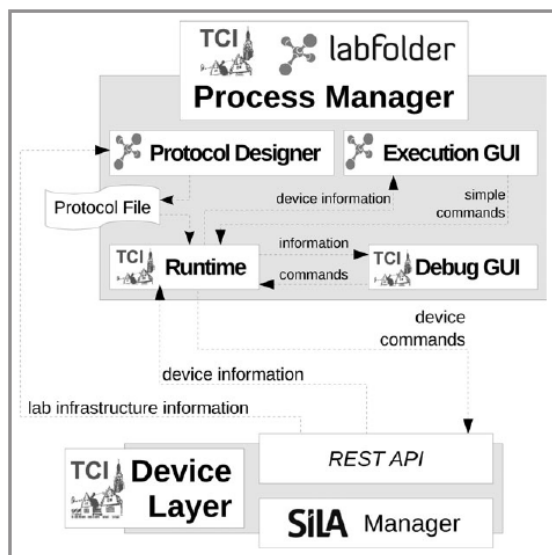 TCI labfolder
Process Manager
Protocol Designer
Execution GUI
Protocol File
device information
simple
commands
TCI Runtime
information
commands
TCI Debug GUI
device
commands
device information
lab infrastructure information
TCI Device
Layer
REST API
SiLA Manager